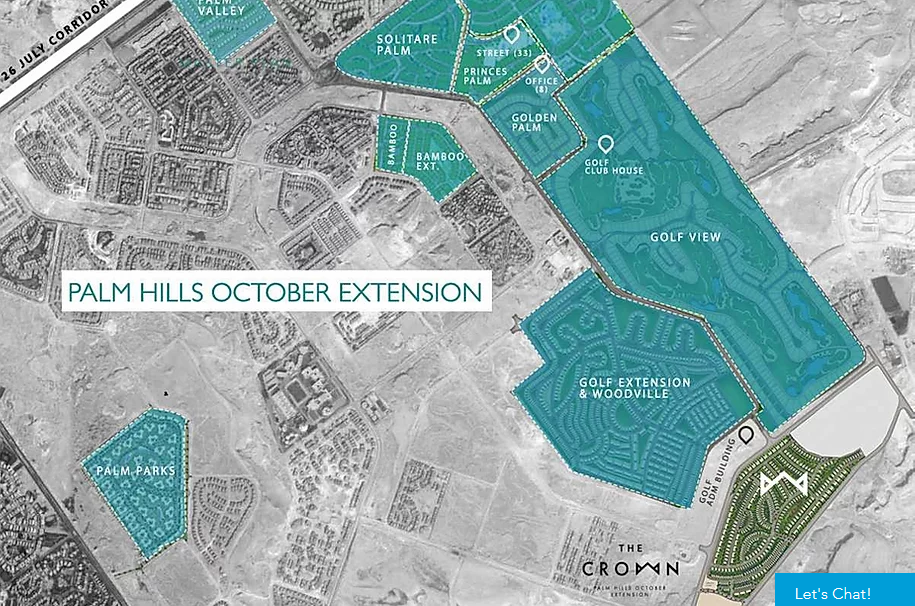 PALM
VALLEY
26 JULY CORRIDOR
SOLITARE
PALM
STREET (33)
PRINCES
PALM
OFFICE
(8)
GOLDEN
PALM
BAMBOO
BAMBOO
EXT.
GOLF
CLUB HOUSE
GOLF VIEW
PALM HILLS OCTOBER EXTENSION
GOLF EXTENSION
& WOODVILLE
PALM PARKS
GOLF
ADM BUILDING
THE
CROWN
PALM HILLS OCTOBER
EXTENSION
Let's Chat!